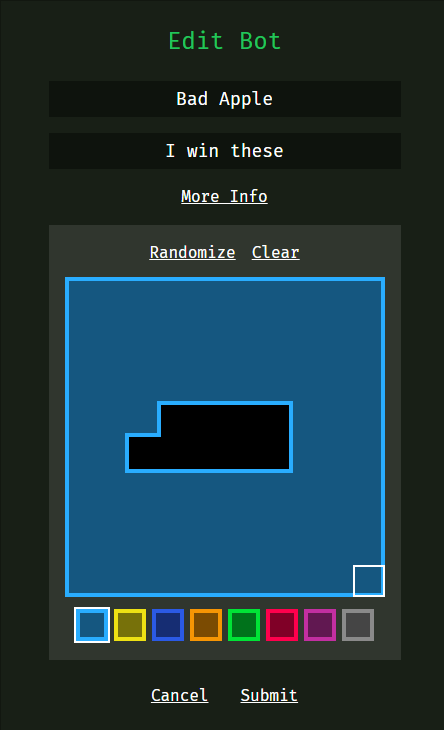 Edit Bot
Bad Apple
I win these
More Info
Randomize Clear
Cancel Submit